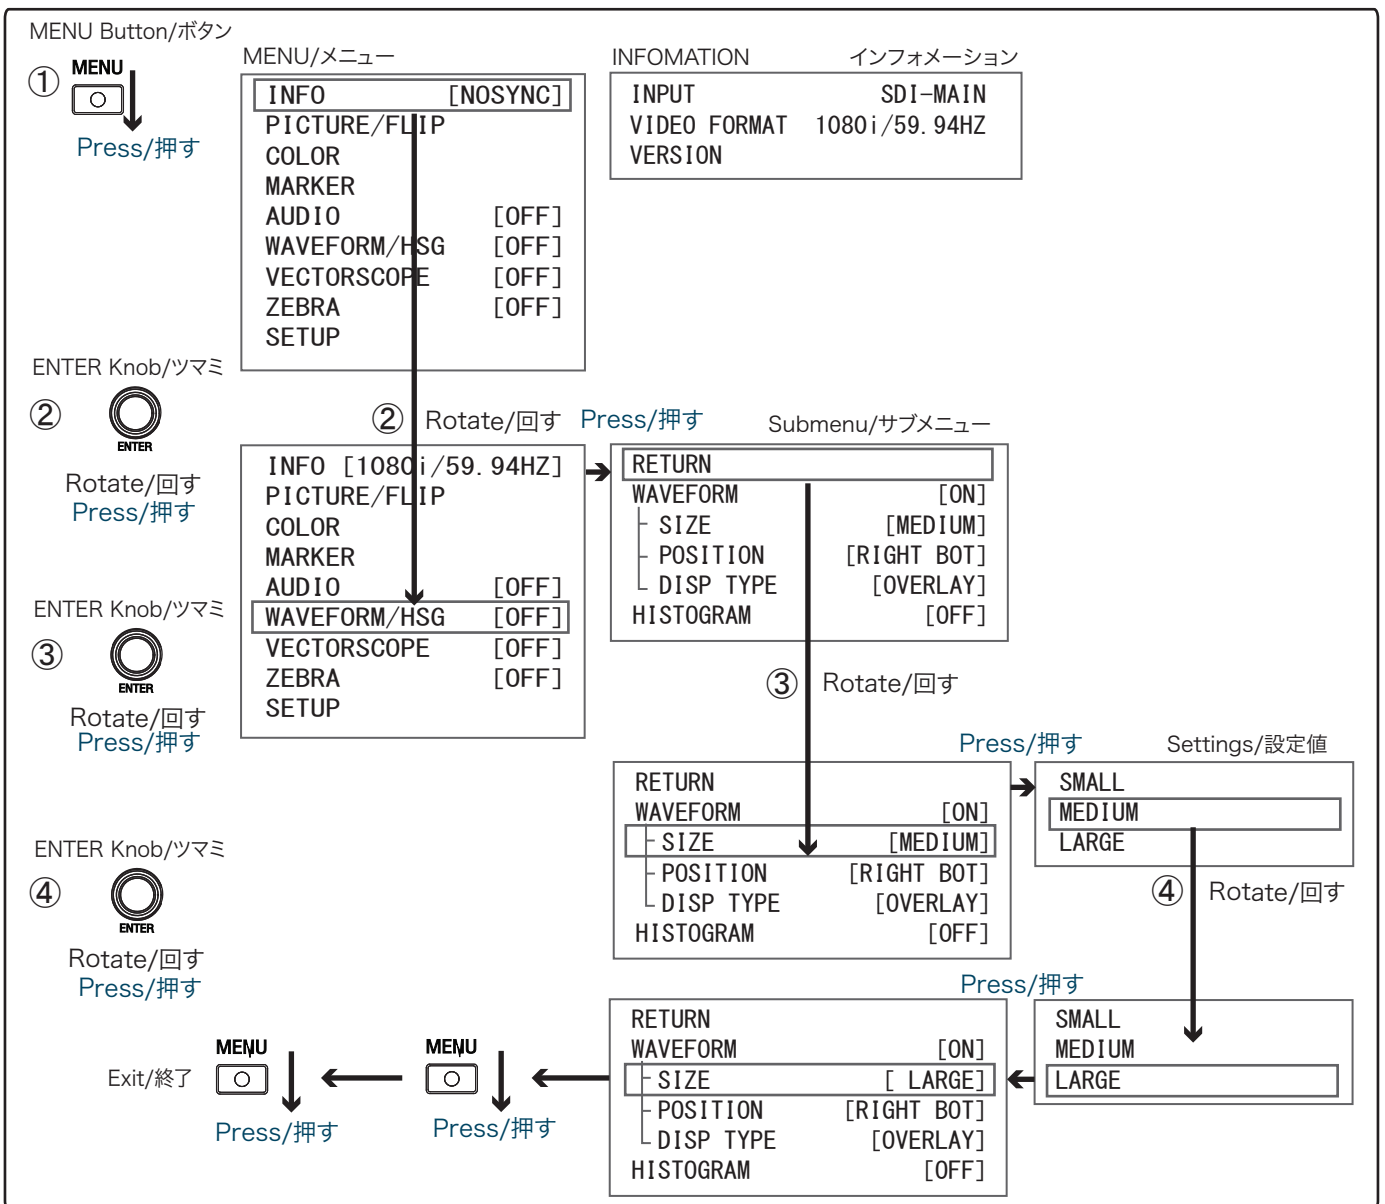 MENU Button/ボタン
① MENU
Press/押す
MENU/メニュー
INFO [NOSYNC]
PICTURE/FLIP
COLOR
MARKER
AUDIO [OFF]
WAVEFORM/HSG [OFF]
VECTORSCOPE [OFF]
ZEBRA [OFF]
SETUP
INFOMATION インフォメーション
INPUT SDI-MAIN
VIDEO FORMAT 1080i/59.94HZ
VERSION
ENTER Knob/ツマミ
②
ENTER
Rotate/回す
Press/押す
② Rotate/回す
INFO [1080i/59.94HZ]
PICTURE/FLIP
COLOR
MARKER
AUDIO [OFF]
WAVEFORM/HSG [OFF]
VECTORSCOPE [OFF]
ZEBRA [OFF]
SETUP
Press/押す
Submenu/サブメニュー
RETURN
WAVEFORM [ON]
SIZE [MEDIUM]
POSITION [RIGHT BOT]
DISP TYPE [OVERLAY]
HISTOGRAM [OFF]
ENTER Knob/ツマミ
③
ENTER
Rotate/回す
Press/押す
③ Rotate/回す
RETURN
WAVEFORM [ON]
SIZE [MEDIUM]
POSITION [RIGHT BOT]
DISP TYPE [OVERLAY]
HISTOGRAM [OFF]
Press/押す
Settings/設定値
SMALL
MEDIUM
LARGE
ENTER Knob/ツマミ
④
ENTER
Rotate/回す
Press/押す
④ Rotate/回す
SMALL
MEDIUM
LARGE
Press/押す
RETURN
WAVEFORM [ON]
SIZE [ LARGE]
POSITION [RIGHT BOT]
DISP TYPE [OVERLAY]
HISTOGRAM [OFF]
MENU
Press/押す
MENU
Exit/終了
Press/押す